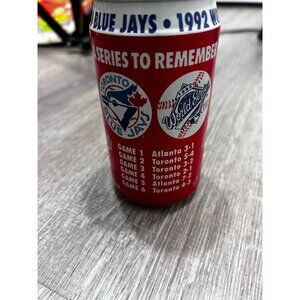 BLUE JAYS • 1992 W
SERIES TO REMEMBER
TORONTO
BLUE JAYS
World Series
GAME 1 Atlanta 3-1
GAME 2 Toronto 5-4
GAME 3 Toronto 3-2
GAME 4 Toronto 2-1
GAME 5 Atlanta 7-2
GAME 6 Toronto 4-3